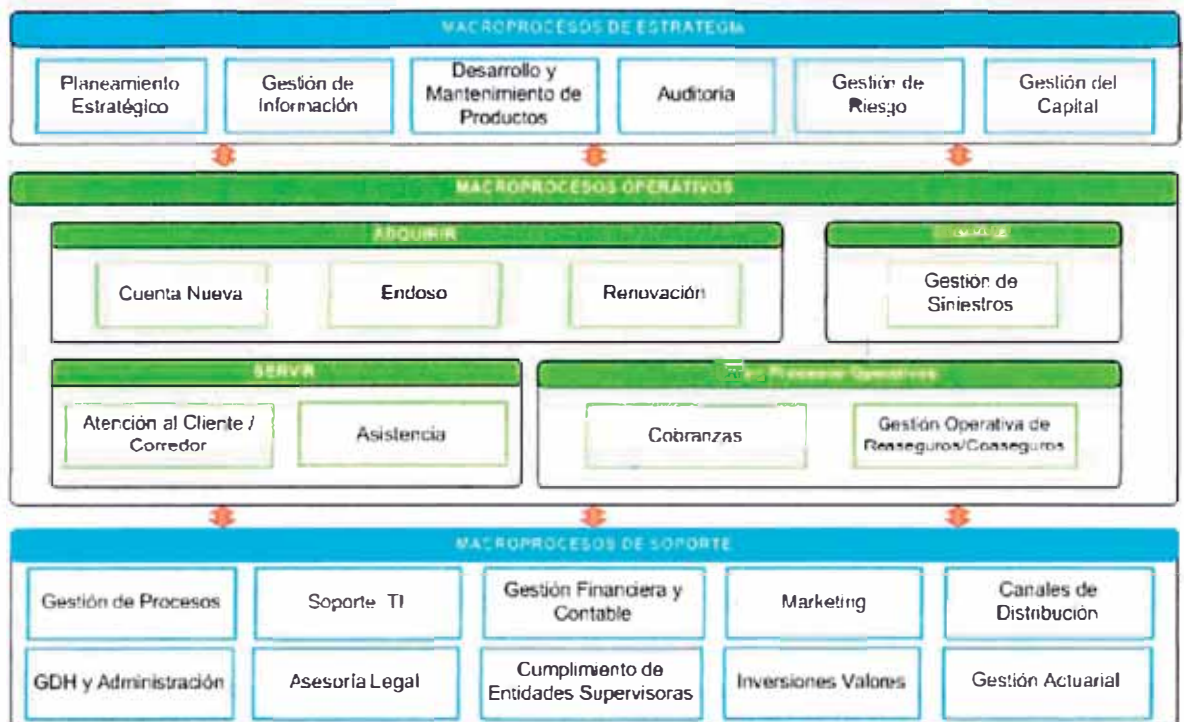 MACROPROCESOS DE ESTRATEGIA
Planeamiento
Estratégico
Gestión de
Información
Desarrollo y
Mantenimiento de
Productos
Auditoria
Gestión de
Riesgo
Gestión del
Capital
MACROPROCESOS OPERATIVOS
ADQUIRIR
Cuenta Nueva
Endoso
Renovación
Gestión de
Siniestros
SERVIR
Atención al Cliente /
Corredor
Asistencia
Procesos Operativos
Cobranzas
Gestión Operativa de
Reaseguros/Coaseguros
MACROPROCESOS DE SOPORTE
Gestión de Procesos
Soporte TI
Gestión Financiera y
Contable
Marketing
Canales de
Distribución
GDH y Administración
Asesoría Legal
Cumplimiento de
Entidades Supervisoras
Inversiones Valores
Gestión Actuarial